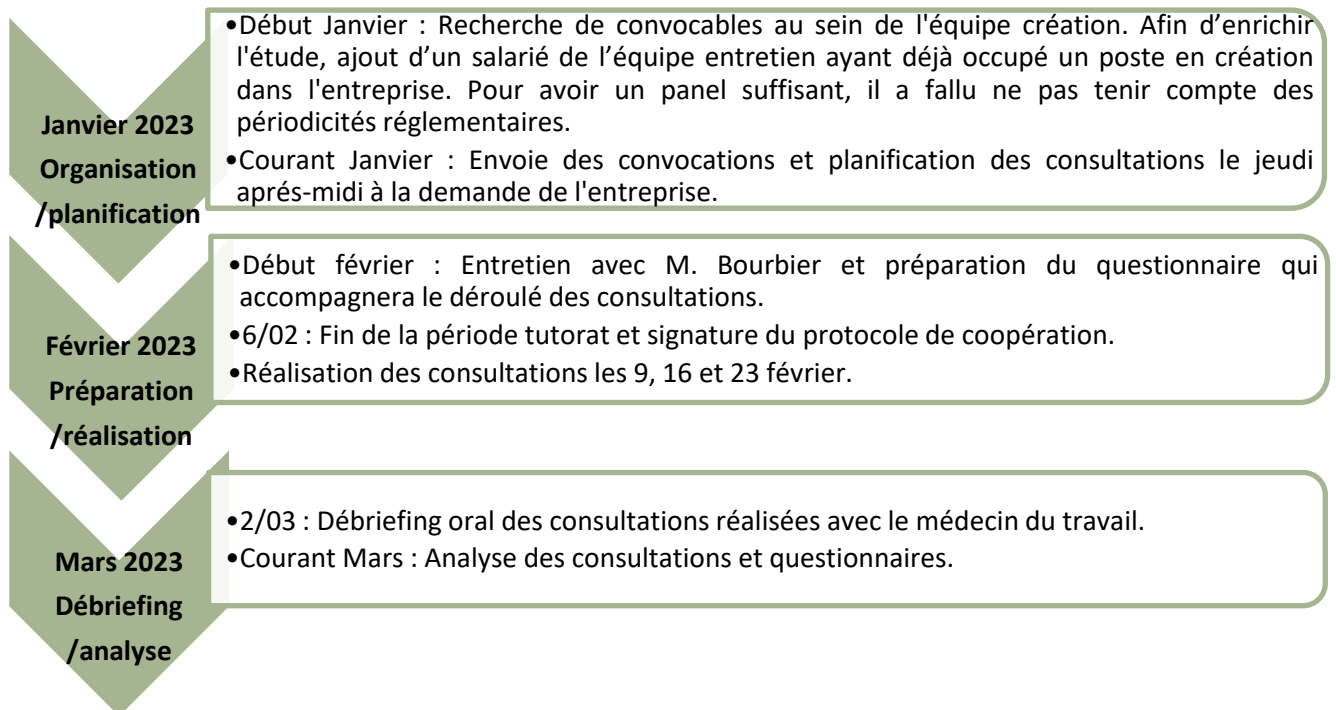 Janvier 2023
Organisation
/planification
•Début Janvier : Recherche de convocables au sein de l'équipe création. Afin d’enrichir
l'étude, ajout d’un salarié de l’équipe entretien ayant déjà occupé un poste en création
dans l'entreprise. Pour avoir un panel suffisant, il a fallu ne pas tenir compte des
périodicités réglementaires.
•Courant Janvier : Envoie des convocations et planification des consultations le jeudi
aprés-midi à la demande de l'entreprise.
Février 2023
Préparation
/réalisation
•Début février : Entretien avec M. Bourbier et préparation du questionnaire qui
accompagnera le déroulé des consultations.
•6/02 : Fin de la période tutorat et signature du protocole de coopération.
•Réalisation des consultations les 9, 16 et 23 février.
Mars 2023
Débriefing
/analyse
•2/03 : Débriefing oral des consultations réalisées avec le médecin du travail.
•Courant Mars : Analyse des consultations et questionnaires.